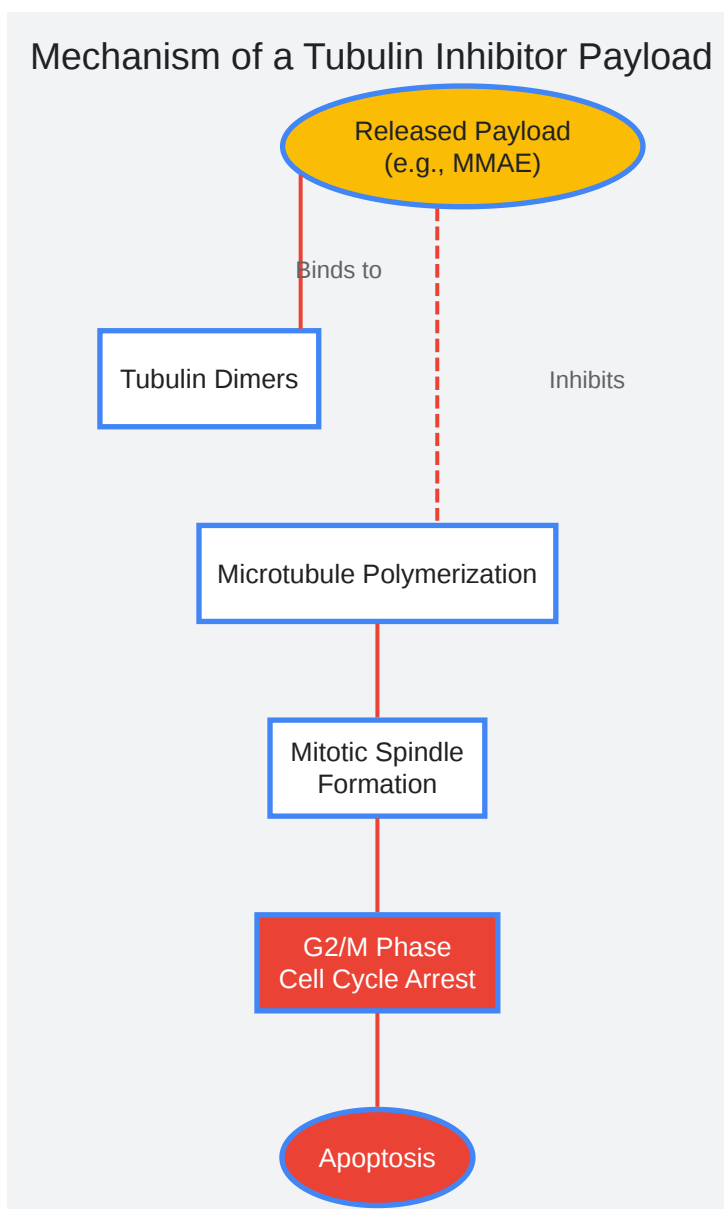 Mechanism of a Tubulin Inhibitor Payload
Released Payload
(e.g., MMAE)
Binds to
Tubulin Dimers
Inhibits
Microtubule Polymerization
Mitotic Spindle
Formation
G2/M Phase
Cell Cycle Arrest
Apoptosis